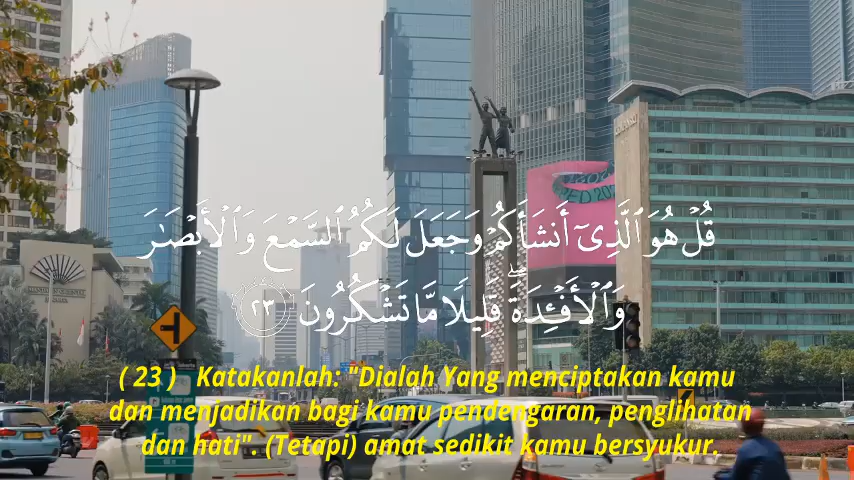 قُلْ هُوَ ٱلَّذِىٓ أَنشَأَكُمْ وَجَعَلَ لَكُمُ ٱلسَّمْعَ وَٱلْأَبْصَٰرَ
وَٱلْأَفْـِٔدَةَ ۖ قَلِيلًا مَّا تَشْكُرُونَ ٢٣
( 23 ) Katakanlah: "Dialah Yang menciptakan kamu
dan menjadikan bagi kamu pendengaran, penglihatan
dan hati". (Tetapi) amat sedikit kamu bersyukur.